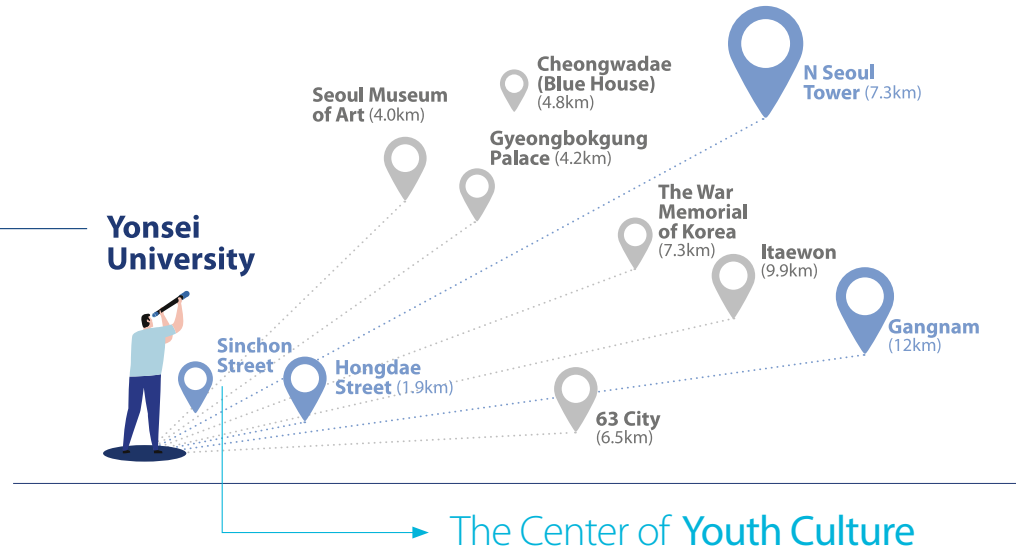 Cheongwadae
(Blue House)
(4.8km)
N Seoul
Tower (7.3km)
Seoul Museum
of Art (4.0km)
Gyeongbokgung
Palace (4.2km)
The War
Memorial
of Korea
(7.3km)
Yonsei
University
Itaewon
(9.9km)
Gangnam
(12km)
Sinchon
Street
Hongdae
Street (1.9km)
63 City
(6.5km)
The Center of Youth Culture